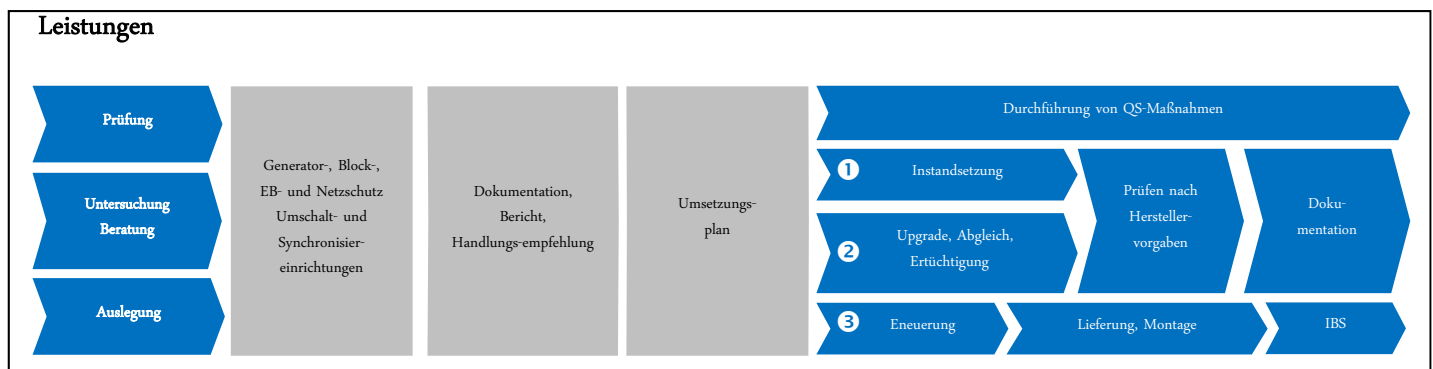 Leistungen
Prüfung
Untersuchung
Beratung
Auslegung
Generator-, Block-,
EB- und Netzschutz
Umschalt- und
Synchronisier-
einrichtungen
Dokumentation,
Bericht,
Handlungs-empfehlung
Umsetzungs-
plan
Durchführung von QS-Maßnahmen
1 Instandsetzung
2 Upgrade, Abgleich,
Ertüchtigung
Prüfen nach
Hersteller-
vorgaben
Doku-
mentation
3 Eneuerung
Lieferung, Montage
IBS